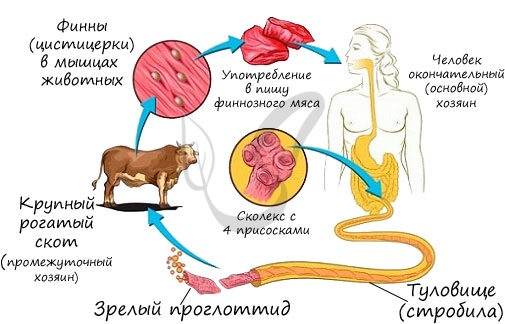 Финны
(цистицерки)
в мышцах
животных
Употребление
в пищу
финнозного мяса
Человек
окончательный
(основной)
хозяин
Крупный
рогатый
скот
(промежуточный
хозяин)
Сколекс с
4 присосками
Зрелый проглоттид
Туловище
(стробила)